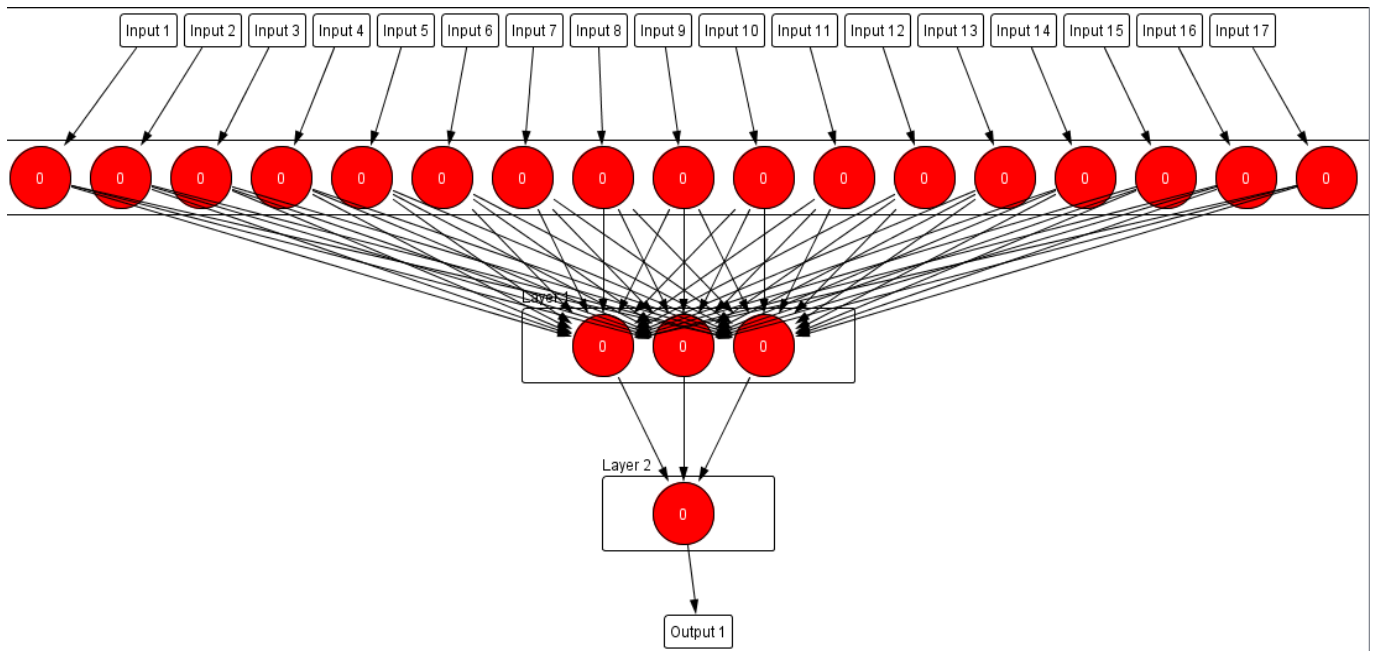 Input 1 Input 2 Input 3 Input 4 Input 5 Input 6 Input 7 Input 8 Input 9 Input 10 Input 11 Input 12 Input 13 Input 14 Input 15 Input 16 Input 17
0 0 0 0 0 0 0 0 0 0 0 0 0 0 0 0 0
Layer 1
0 0 0
Layer 2
0
Output 1